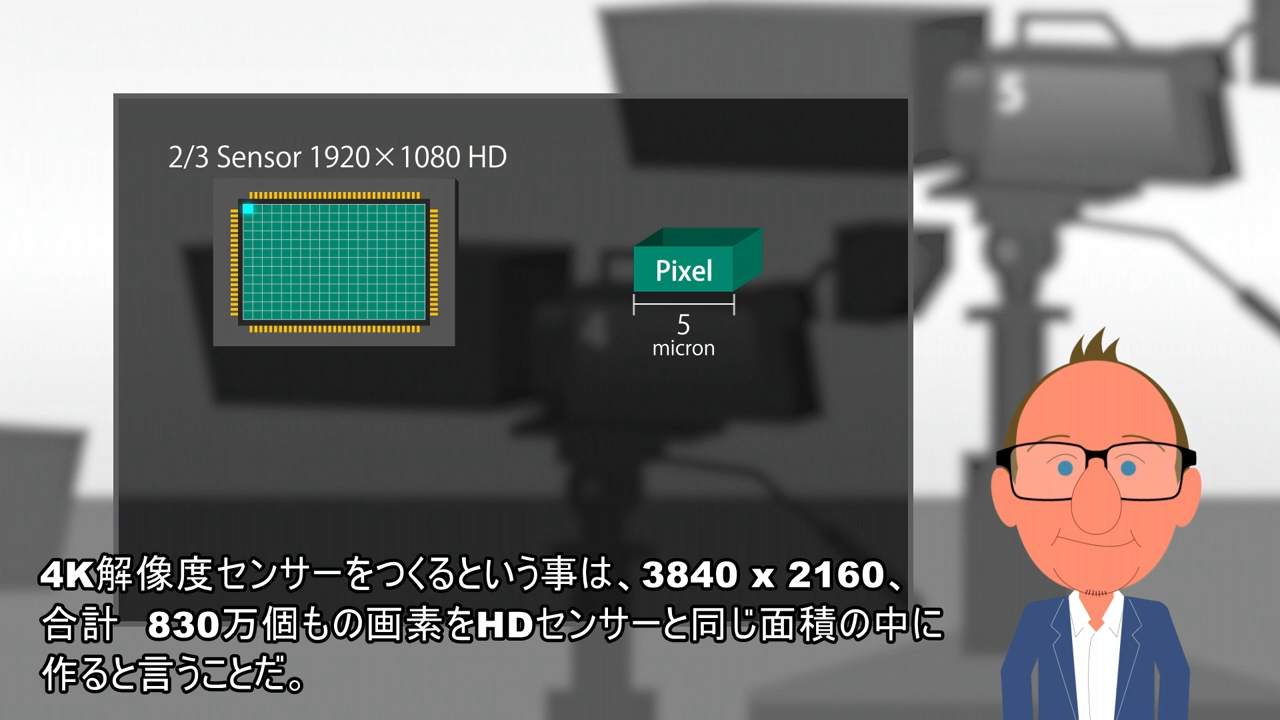 5
2/3 Sensor 1920×1080 HD
Pixel
5
micron
4
4K解像度センサーをつくるという事は、3840 x 2160、
合計　830万個もの画素をHDセンサーと同じ面積の中に
作ると言うことだ。